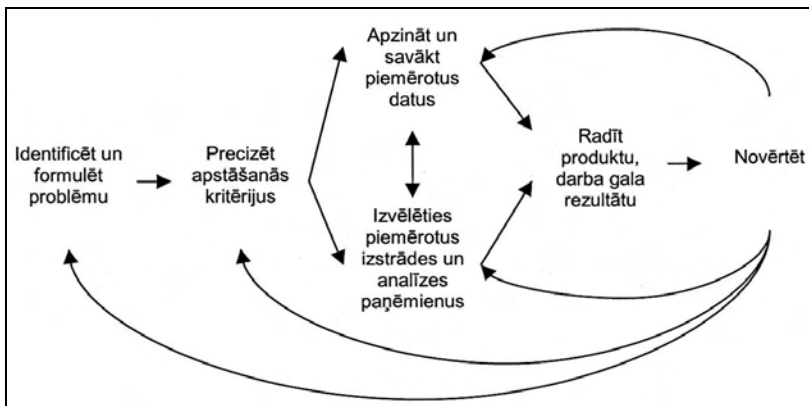 Identificēt un
formulēt
problēmu
Precizēt
apstāšanās
kritērijus
Apzināt un
savākt
piemērotus
datus
Izvēlēties
piemērotus
izstrādes un
analīzes
paņēmienus
Radīt
produktu,
darba gala
rezultātu
Novērtēt